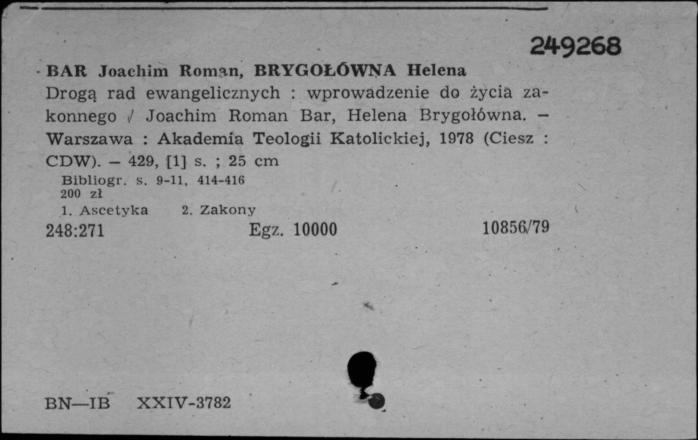 249268
BAR Joachim Roman, BRYGOŁÓWNA Helena
Drogą rad ewangelicznych : wprowadzenie do życia za-
konnego / Joachim Roman Bar, Helena Brygołówna. —
Warszawa : Akademia Teologii Katolickiej, 1978 (Ciesz :
CDW). — 429, [1] s. ; 25 cm
Bibliogr. s. 9-11, 414-416
200 zł
1. Ascetyka 2. Zakony
248:271 Egz. 10000 10856/79
BN—IB XXIV-3782